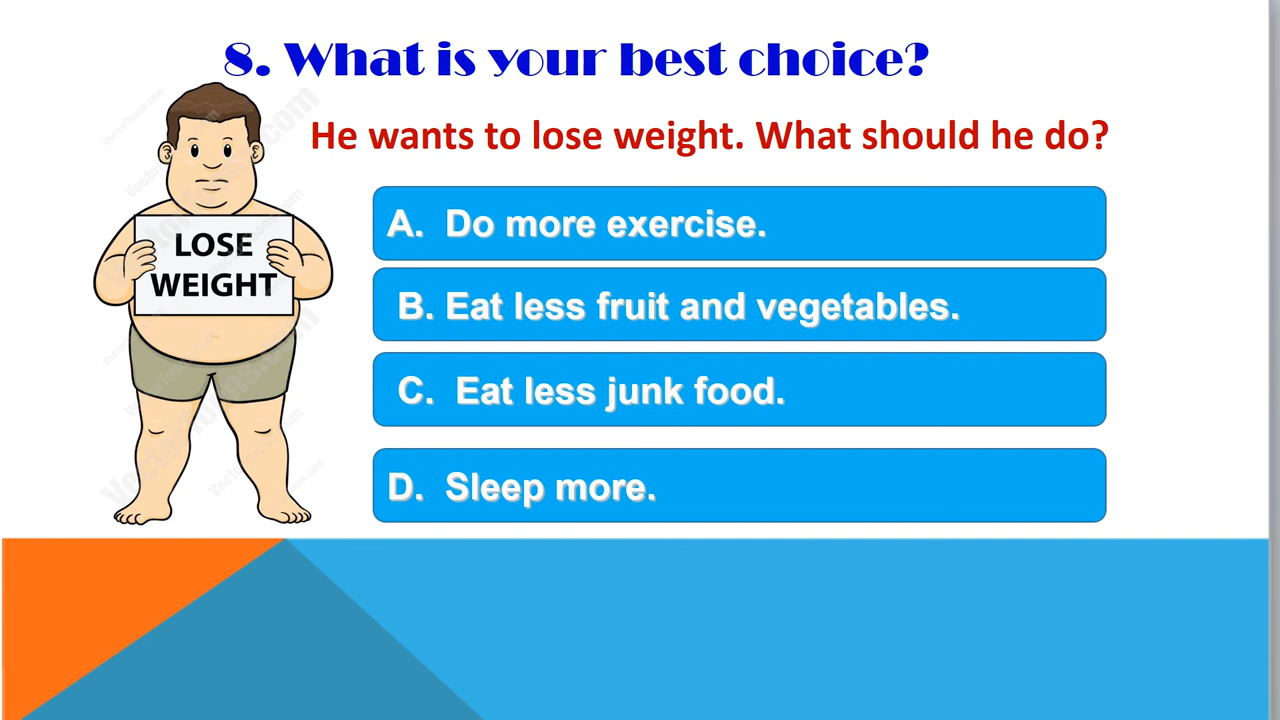 8. What is your best choice?
He wants to lose weight. What should he do?
LOSE
WEIGHT
A. Do more exercise.
B. Eat less fruit and vegetables.
C. Eat less junk food.
D. Sleep more.